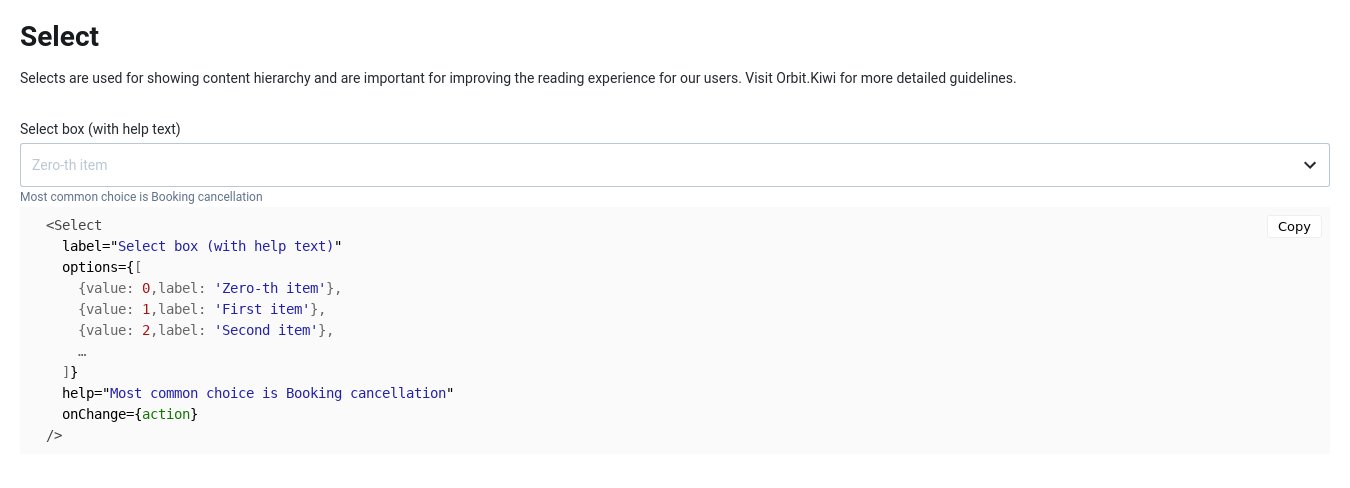 Select
Selects are used for showing content hierarchy and are important for improving the reading experience for our users. Visit Orbit.Kiwi for more detailed guidelines.
Select box (with help text)
Zero-th item
Most common choice is Booking cancellation
Copy
<Select
  label="Select box (with help text)"
  options={[
    {value: 0,label: 'Zero-th item'},
    {value: 1,label: 'First item'},
    {value: 2,label: 'Second item'},
    …
  ]}
  help="Most common choice is Booking cancellation"
  onChange={action}
/>